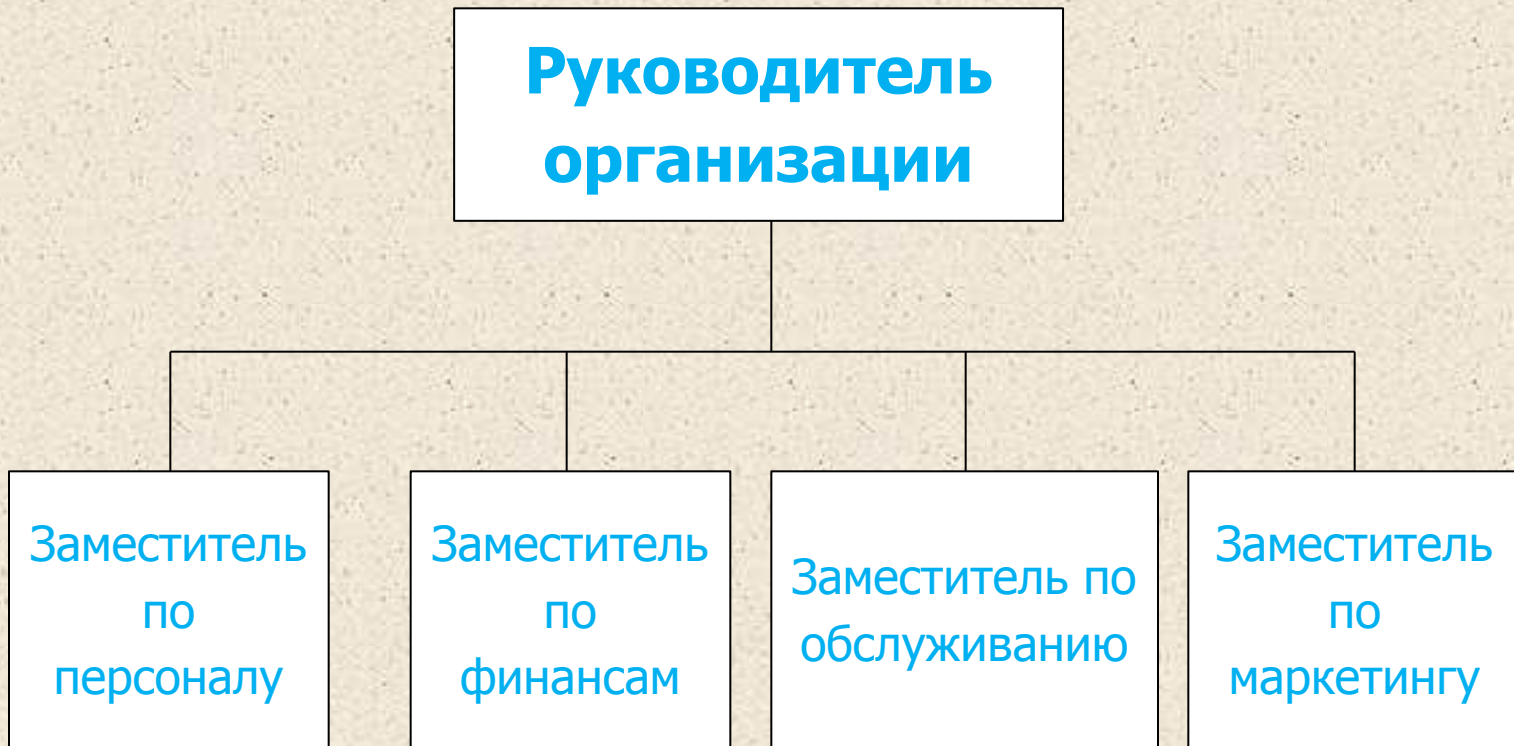 Руководитель
организации
Заместитель
по
персоналу
Заместитель
по
финансам
Заместитель по
обслуживанию
Заместитель
по
маркетингу